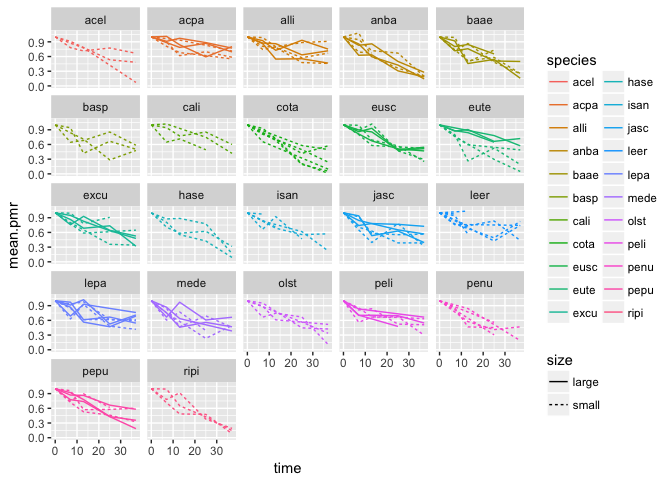 acel acpa alli anba baae
0.9
0.6
0.3
0.0
basp cali cota eusc eute
0.9
0.6
0.3
0.0
excu hase isan jasc leer
0.9
0.6
0.3
0.0
lepa mede olst peli penu
0.9
0.6
0.3
0.0
0 10 20 30 0 10 20 30 0 10 20 30
pepu ripi
0.9
0.6
0.3
0.0
0 10 20 30 0 10 20 30
time
mean.pmr
species
acel hase
acpa isan
alli jasc
anba leer
baae lepa
basp mede
cali olst
cota peli
eusc penu
eute pepu
excu ripi
size
large
small